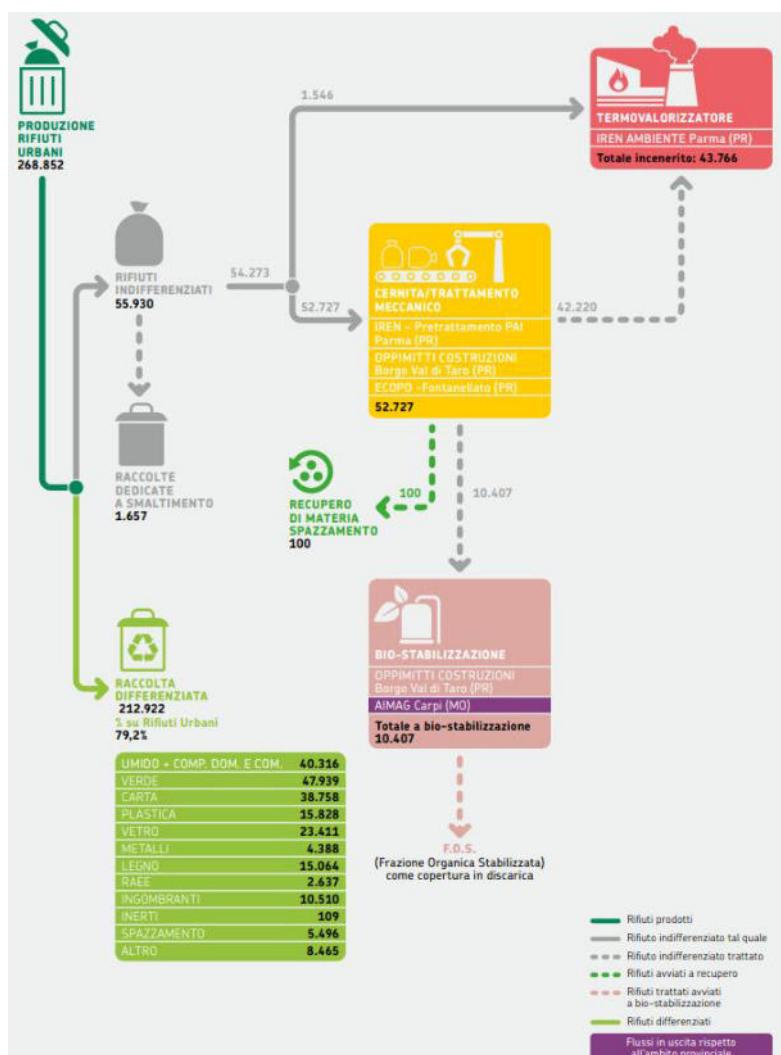 PRODUZIONE
RIFIUTI
URBANI
268.852
1.546
TERMOVALORIZZATORE
IREN AMBIENTE Parma (PR)
Totale incenerito: 43.766
RIFIUTI
INDIFFERENZIATI
55.930
54.273
52.727
CERNITA/TRATTAMENTO
MECCANICO
IREN - Pretrattamento PAI
Parma (PR)
OPPIMITTI COSTRUZIONI
Borgo Val di Taro (PR)
ECOPO -Fontanellato (PR)
52.727
42.220
RACCOLTE
DEDICATE
A SMALTIMENTO
1.657
RECUPERO
DI MATERIA
SPAZZAMENTO
100
100
10.407
BIO-STABILIZZAZIONE
OPPIMITTI COSTRUZIONI
Borgo Val di Taro (PR)
AIMAG Carpi (MO)
Totale a bio-stabilizzazione
10.407
F.O.S.
(Frazione Organica Stabilizzata)
come copertura in discarica
RACCOLTA
DIFFERENZIATA
212.922
% su Rifiuti Urbani
79,2%
UMIDO + COMP. DOM. E COM. 40.316
VERDE 47.939
CARTA 38.758
PLASTICA 15.828
VETRO 23.411
METALLI 4.388
LEGNO 15.064
RAEE 2.637
INGOMBRANTI 10.510
INERTI 109
SPAZZAMENTO 5.496
ALTRO 8.465
Rifiuti prodotti
Rifiuto indifferenziato tal quale
Rifiuto indifferenziato trattato
Rifiuti avviati a recupero
Rifiuti trattati avviati
a bio-stabilizzazione
Rifiuti differenziati
Flussi in uscita rispetto
all'ambito provinciale